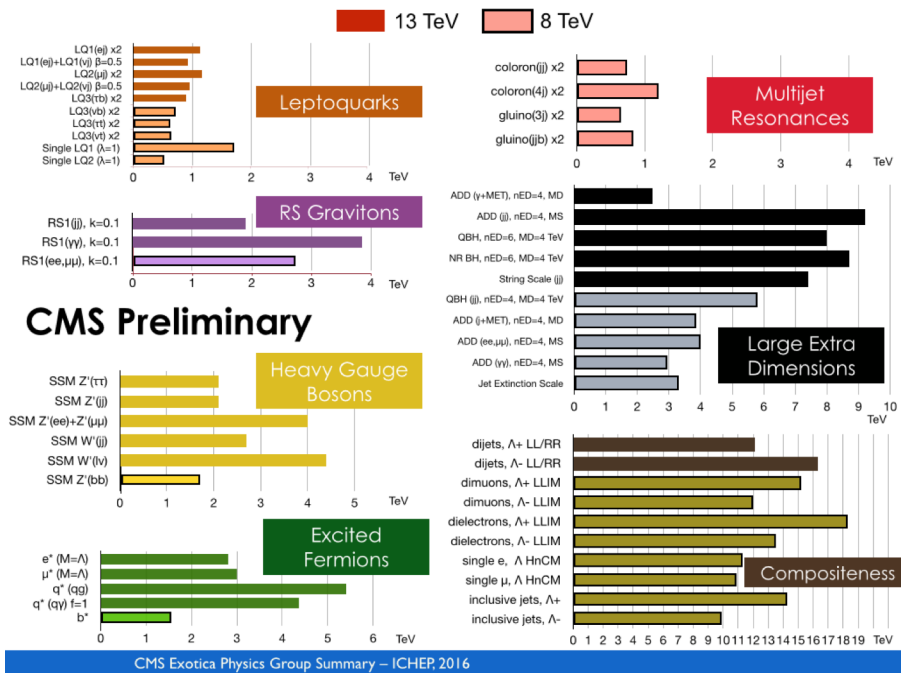 13 TeV
8 TeV
LQ1(ej) x2
LQ1(ej)+LQ1(νj) β=0.5
LQ2(μj) x2
LQ2(μj)+LQ2(νj) β=0.5
LQ3(τb) x2
LQ3(νb) x2
LQ3(τt) x2
LQ3(vt) x2
Single LQ1 (λ=1)
Single LQ2 (λ=1)
0 1 2 3 4 TeV
Leptoquarks
RS Gravitons
RS1(jj), k=0.1
RS1(γγ), k=0.1
RS1(ee,μμ), k=0.1
0 1 2 3 4 TeV
CMS Preliminary
Heavy Gauge
Bosons
SSM Z'(ττ)
SSM Z'(jj)
SSM Z'(ee)+Z'(μμ)
SSM W'(jj)
SSM W'(lv)
SSM Z'(bb)
0 1 2 3 4 5 TeV
Excited
Fermions
e* (M=Λ)
μ* (M=Λ)
q* (qg)
q* (qγ) f=1
b*
0 1 2 3 4 5 6 TeV
coloron(jj) x2
coloron(4j) x2
gluino(3j) x2
gluino(jjb) x2
0 1 2 3 4 TeV
Multijet
Resonances
ADD (γ+MET), nED=4, MD
ADD (jj), nED=4, MS
QBH, nED=6, MD=4 TeV
NR BH, nED=6, MD=4 TeV
String Scale (jj)
QBH (jj), nED=4, MD=4 TeV
ADD (j+MET), nED=4, MD
ADD (ee,μμ), nED=4, MS
ADD (γγ), nED=4, MS
Jet Extinction Scale
0 1 2 3 4 5 6 7 8 9 10
TeV
Large Extra
Dimensions
dijets, Λ+ LL/RR
dijets, Λ- LL/RR
dimuons, Λ+ LLIM
dimuons, Λ- LLIM
dielectrons, Λ+ LLIM
dielectrons, Λ- LLIM
single e, Λ HnCM
single μ, Λ HnCM
inclusive jets, Λ+
inclusive jets, Λ-
0 1 2 3 4 5 6 7 8 9 10 11 12 13 14 15 16 17 18 19 TeV
Compositeness
CMS Exotica Physics Group Summary – ICHEP, 2016